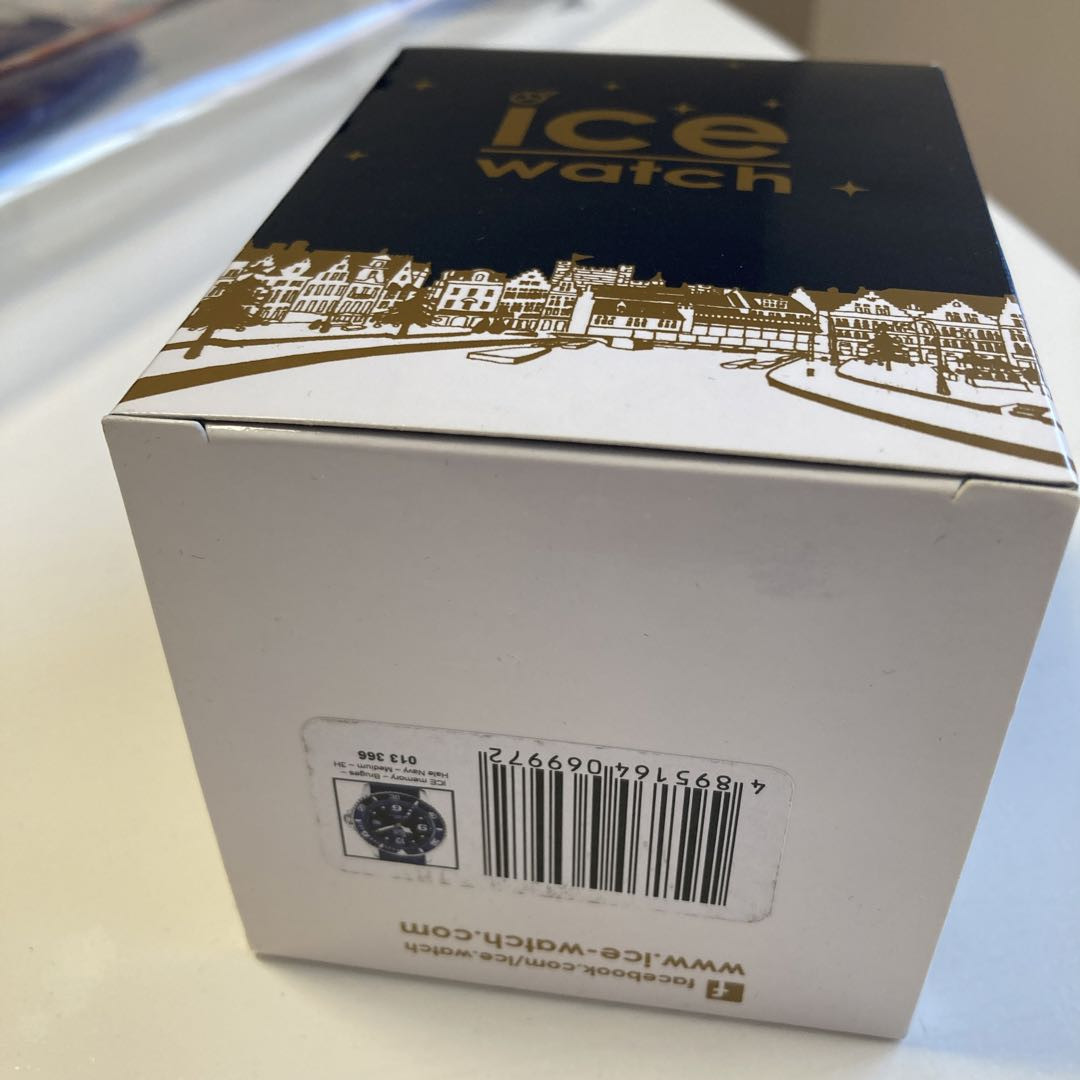 ice
watch
facebook.com/ice.watch
www.ice-watch.com
4 895164 069972
ICE memory – Bruges –
Hale Navy – Medium – 3H
013 366